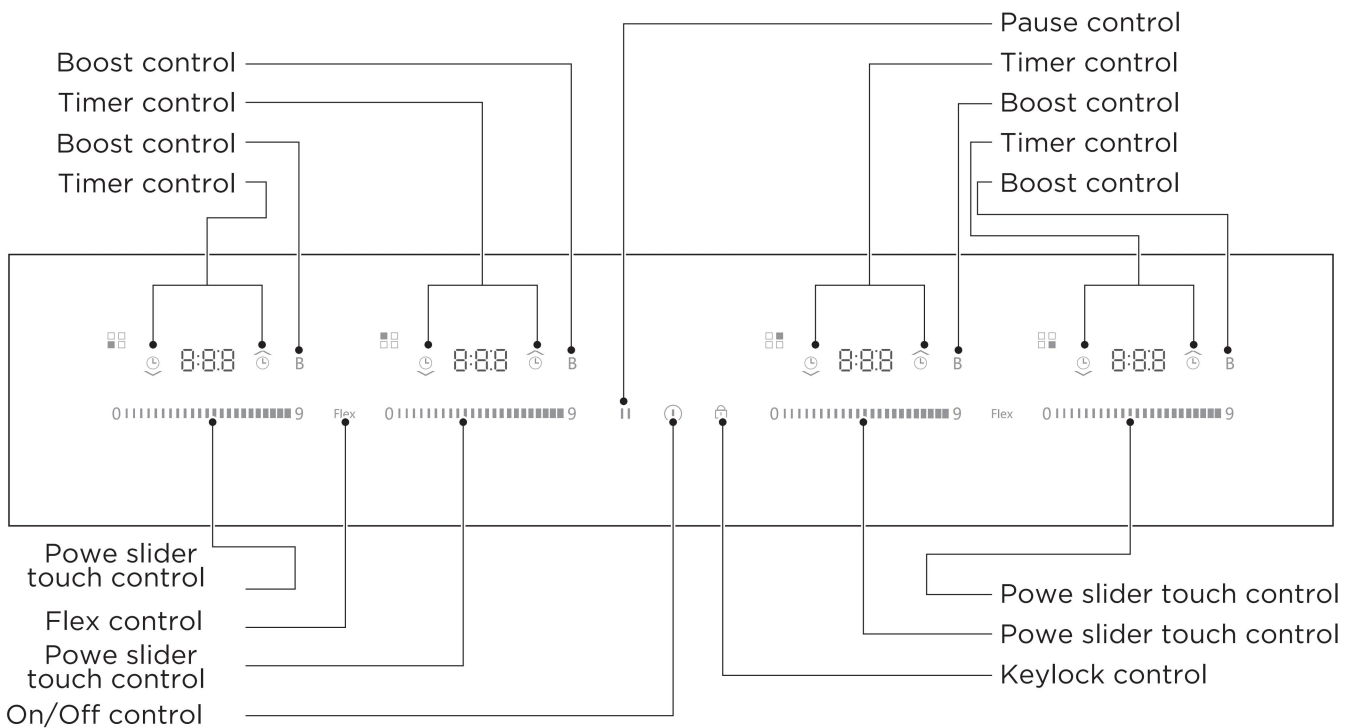 Pause control
Boost control
Timer control
Timer control
Boost control
Boost control
Timer control
Timer control
Boost control
8:8.8 B 8:8.8 B 8:8.8 B 8:8.8 B
0 9 Flex 0 9 0 9 Flex 0 9
Powe slider
touch control
Flex control
Powe slider
touch control
On/Off control
Powe slider touch control
Powe slider touch control
Keylock control